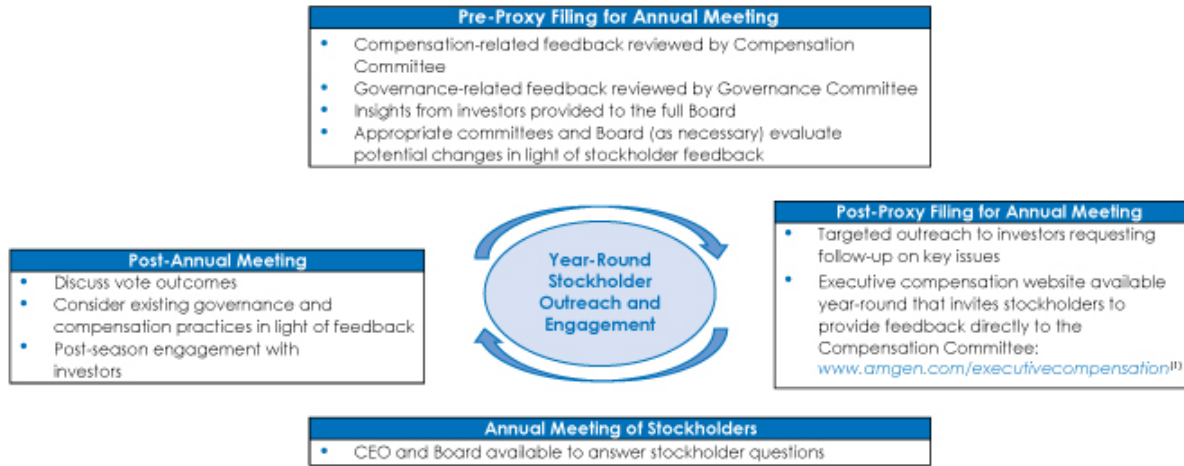 Pre-Proxy Filing for Annual Meeting
• Compensation-related feedback reviewed by Compensation
Committee
• Governance-related feedback reviewed by Governance Committee
• Insights from investors provided to the full Board
• Appropriate committees and Board (as necessary) evaluate
potential changes in light of stockholder feedback
Post-Proxy Filing for Annual Meeting
• Targeted outreach to investors requesting
follow-up on key issues
• Executive compensation website available
year-round that invites stockholders to
provide feedback directly to the
Compensation Committee:
www.amgen.com/executivecompensation(1)
Year-Round
Stockholder
Outreach and
Engagement
Post-Annual Meeting
• Discuss vote outcomes
• Consider existing governance and
compensation practices in light of feedback
• Post-season engagement with
investors
Annual Meeting of Stockholders
• CEO and Board available to answer stockholder questions